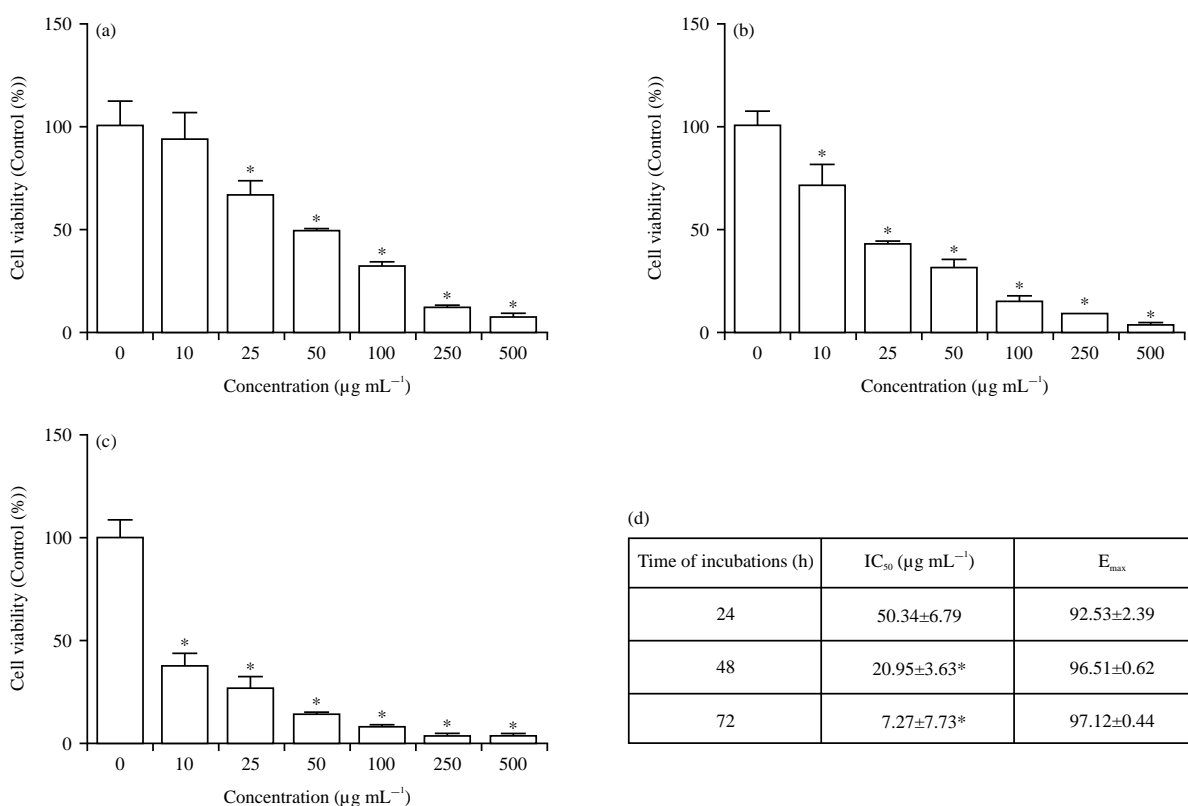 (a)
150
100
50
0
Cell viability (Control (%))
* * * * *
0 10 25 50 100 250 500
Concentration (µg mL⁻¹)
(b)
150
100
50
0
Cell viability (Control (%))
* * * * * *
0 10 25 50 100 250 500
Concentration (µg mL⁻¹)
(c)
150
100
50
0
Cell viability (Control (%))
* * * * * *
0 10 25 50 100 250 500
Concentration (µg mL⁻¹)
(d)
Time of incubations (h) IC₅₀ (µg mL⁻¹) Eₘₐₓ
24 50.34±6.79 92.53±2.39
48 20.95±3.63* 96.51±0.62
72 7.27±7.73* 97.12±0.44